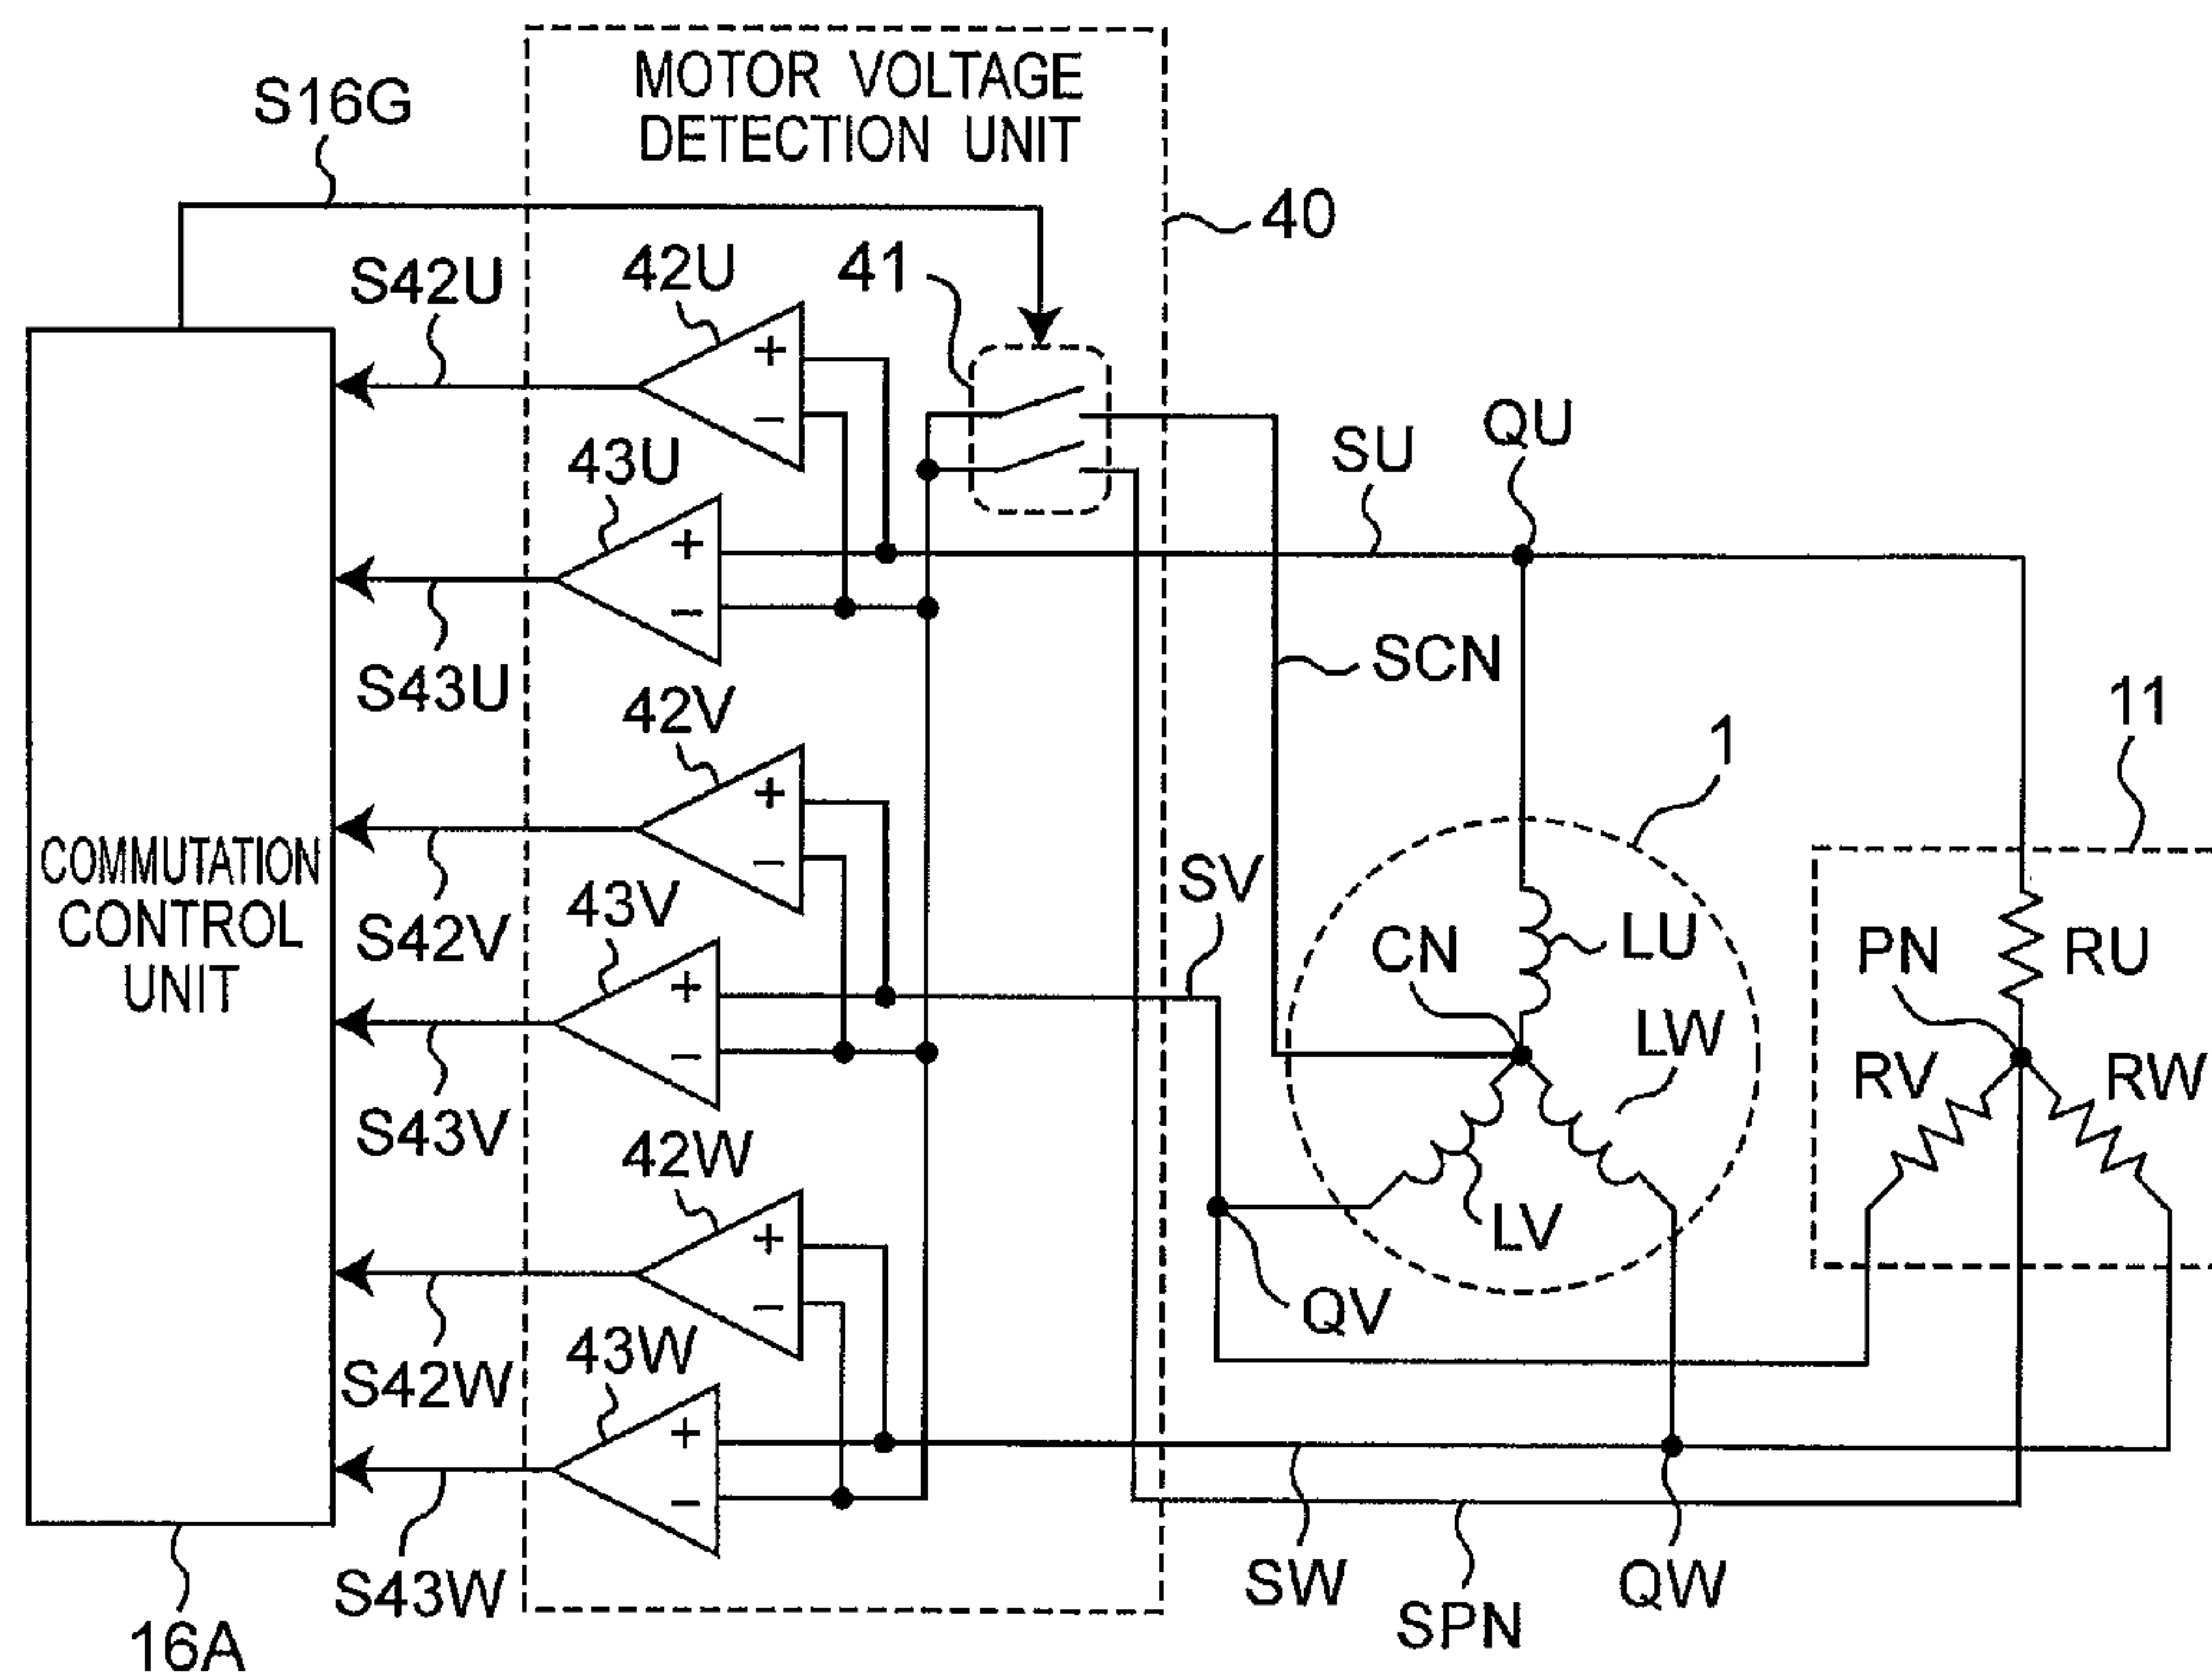 MOTOR VOLTAGE
DETECTION UNIT
S16G
40
41
42U
S42U
+
−
43U
QU
SU
+
−
S43U
SCN
42V
11
1
+
−
COMMUTATION
CONTROL
UNIT
S42V
43V
SV
CN
LU
PN
RU
+
−
LW
RV
RW
S43V
42W
LV
+
−
QV
S42W
43W
+
−
S43W
SW
SPN
QW
16A